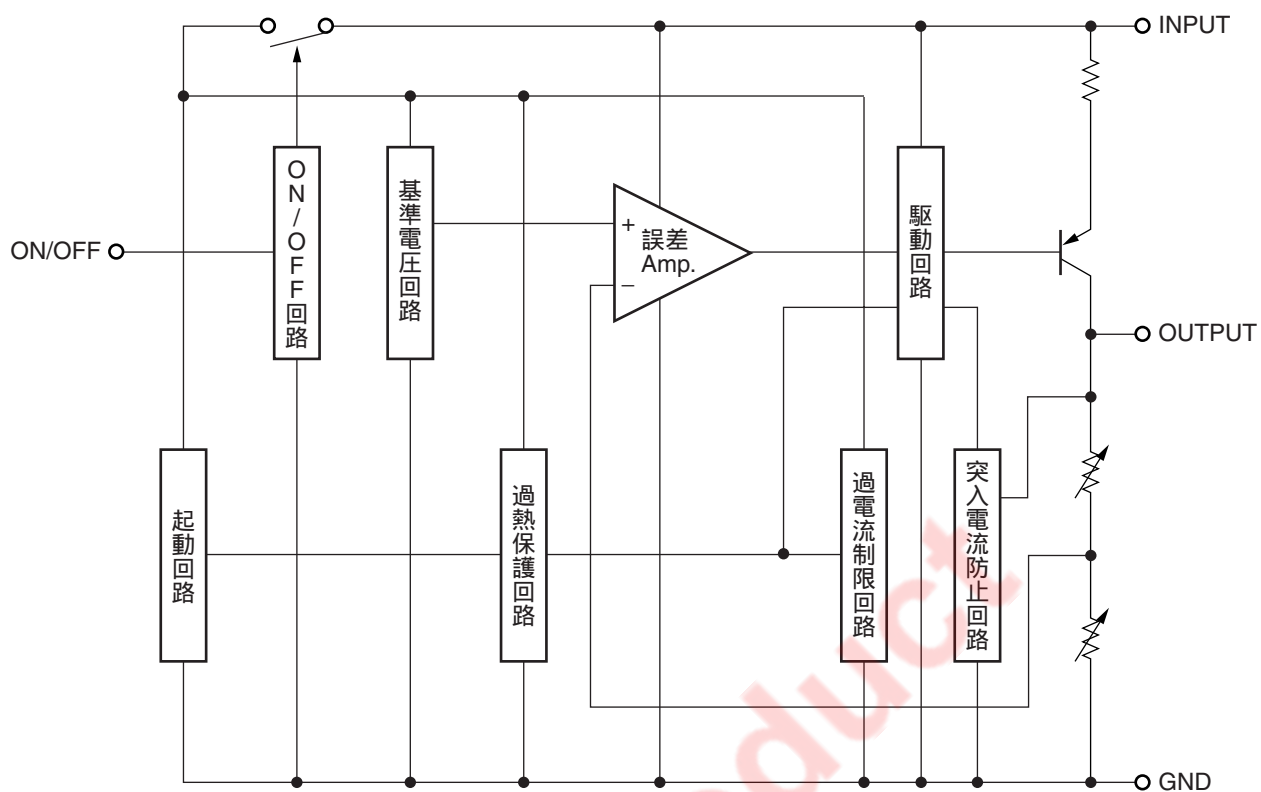 INPUT
ON/OFF
ON/OFF回路
基準電圧回路
+
誤差
Amp.
−
駆動回路
OUTPUT
起動回路
過熱保護回路
過電流制限回路
突入電流防止回路
duct
GND